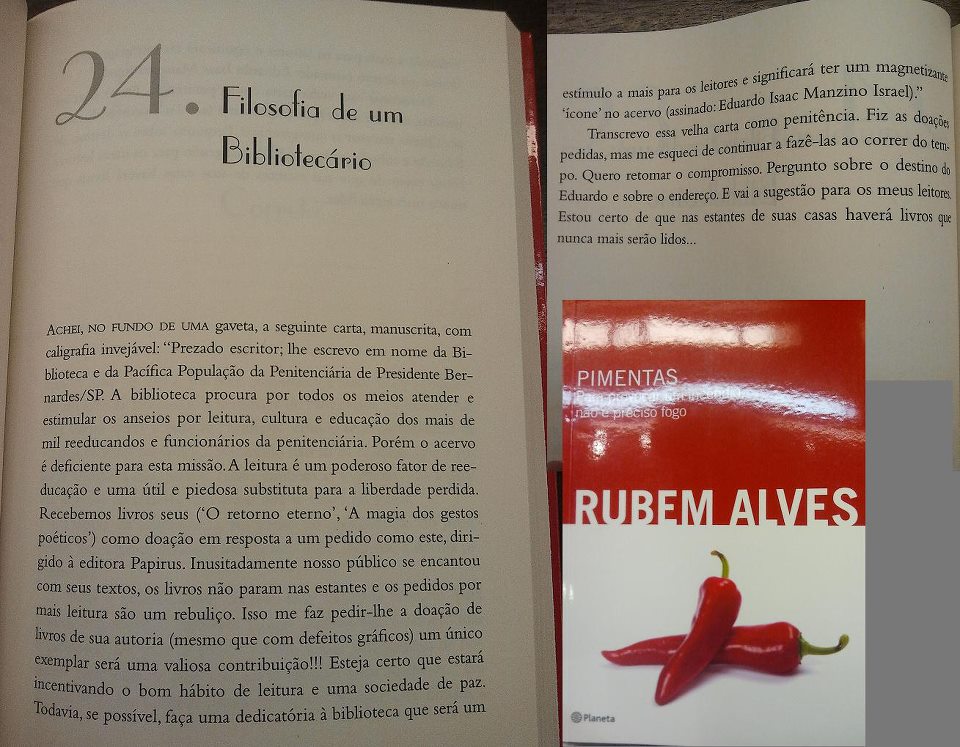 24. Filosofia de um
Bibliotecário
ACHEI, NO FUNDO DE UMA gaveta, a seguinte carta, manuscrita, com
caligrafia invejável: “Prezado escritor; lhe escrevo em nome da Bi-
blioteca e da Pacífica População da Penitenciária de Presidente Ber-
nardes/SP. A biblioteca procura por todos os meios atender e
estimular os anseios por leitura, cultura e educação dos mais de
mil reeducandos e funcionários da penitenciária. Porém o acervo
é deficiente para esta missão. A leitura é um poderoso fator de ree-
ducação e uma útil e piedosa substituta para a liberdade perdida.
Recebemos livros seus (‘O retorno eterno’, ‘A magia dos gestos
poéticos’) como doação em resposta a um pedido como este, diri-
gido à editora Papirus. Inusitadamente nosso público se encantou
com seus textos, os livros não param nas estantes e os pedidos por
mais leitura são um rebuliço. Isso me faz pedir-lhe a doação de
livros de sua autoria (mesmo que com defeitos gráficos) um único
exemplar será uma valiosa contribuição!!! Esteja certo que estará
incentivando o bom hábito de leitura e uma sociedade de paz.
Todavia, se possível, faça uma dedicatória à biblioteca que será um
estímulo a mais para os leitores e significará ter um magnetizante
‘ícone’ no acervo (assinado: Eduardo Isaac Manzino Israel).”
Transcrevo essa velha carta como penitência. Fiz as doações
pedidas, mas me esqueci de continuar a fazê-las ao correr do tem-
po. Quero retomar o compromisso. Pergunto sobre o destino do
Eduardo e sobre o endereço. E vai a sugestão para os meus leitores.
Estou certo de que nas estantes de suas casas haverá livros que
nunca mais serão lidos...
PIMENTAS
Para provocar um incêndio,
não é preciso fogo
RUBEM ALVES
Planeta